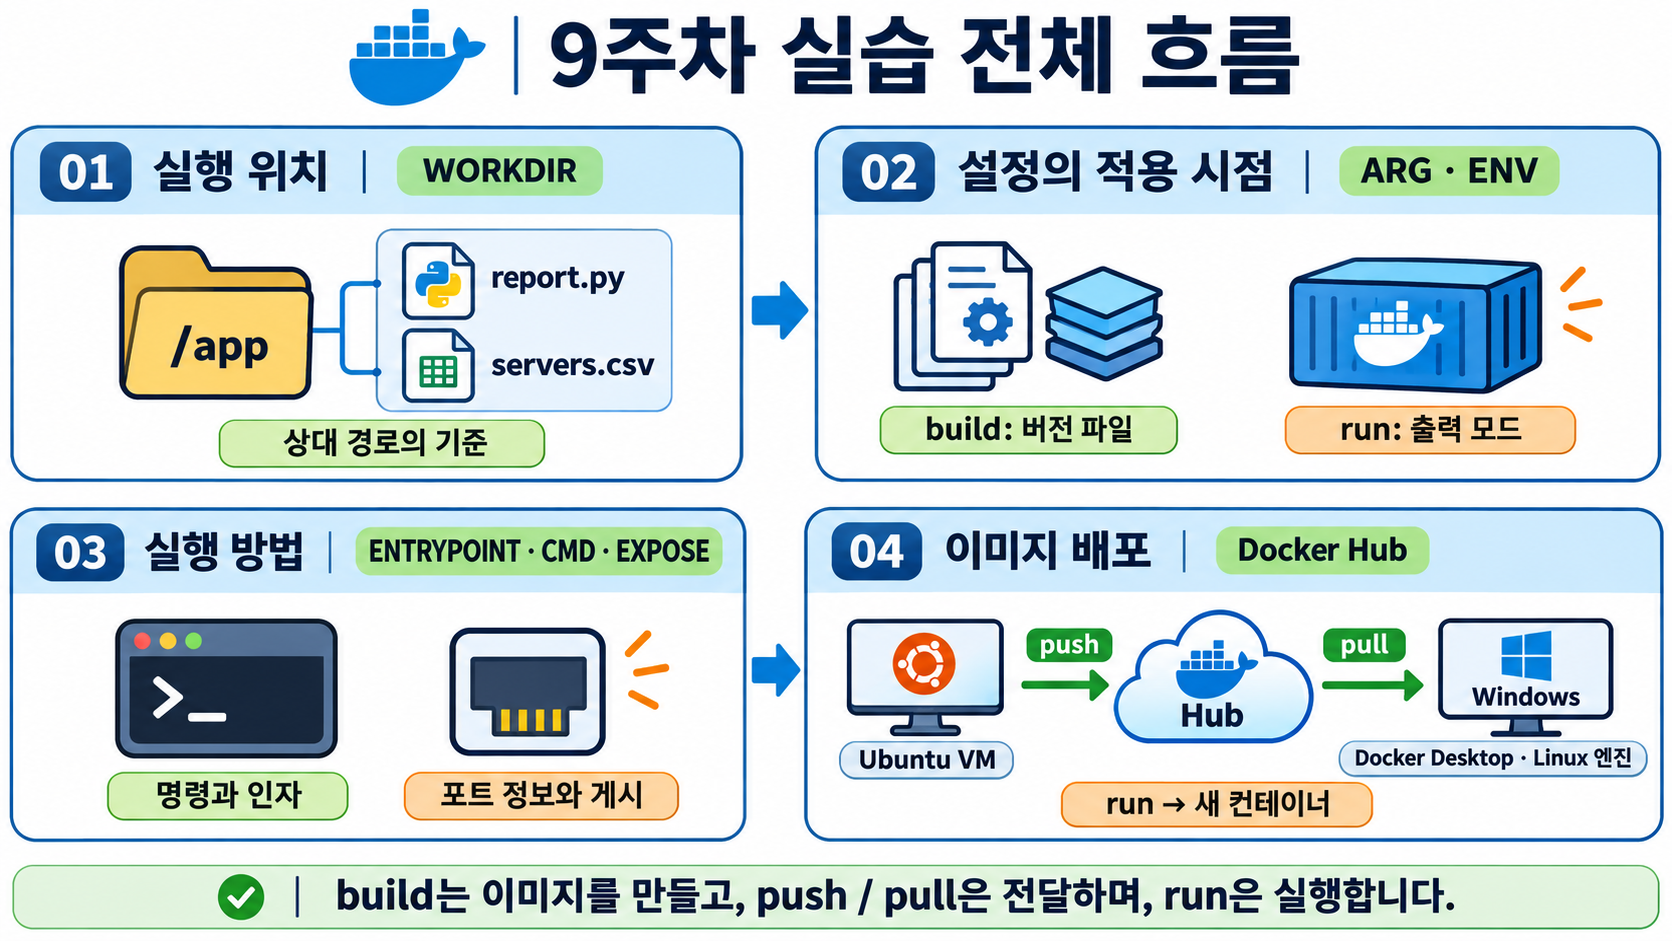 9주차 실습 전체 흐름
01 실행 위치 | WORKDIR
/app
report.py
servers.csv
상대 경로의 기준
02 설정의 적용 시점 | ARG · ENV
build: 버전 파일
run: 출력 모드
03 실행 방법 | ENTRYPOINT · CMD · EXPOSE
>_
명령과 인자
포트 정보와 게시
04 이미지 배포 | Docker Hub
push
pull
Hub
Windows
Ubuntu VM
Docker Desktop · Linux 엔진
run → 새 컨테이너
build는 이미지를 만들고, push / pull은 전달하며, run은 실행합니다.